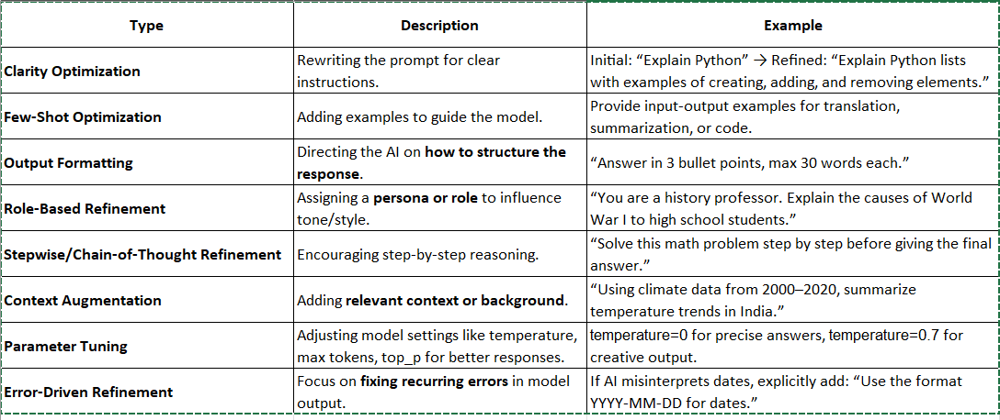 Type Description Example
Clarity Optimization
Rewriting the prompt for clear
instructions.
Initial: “Explain Python” → Refined: “Explain Python lists
with examples of creating, adding, and removing elements.”
Few-Shot Optimization
Adding examples to guide the model.
Provide input-output examples for translation,
summarization, or code.
Output Formatting
Directing the AI on how to structure the
response.
“Answer in 3 bullet points, max 30 words each.”
Role-Based Refinement
Assigning a persona or role to influence
tone/style.
“You are a history professor. Explain the causes of World
War I to high school students.”
Stepwise/Chain-of-Thought Refinement
Encouraging step-by-step reasoning.
“Solve this math problem step by step before giving the final
answer.”
Context Augmentation
Adding relevant context or background.
“Using climate data from 2000–2020, summarize
temperature trends in India.”
Parameter Tuning
Adjusting model settings like temperature,
max tokens, top_p for better responses.
temperature=0 for precise answers, temperature=0.7 for
creative output.
Error-Driven Refinement
Focus on fixing recurring errors in model
output.
If AI misinterprets dates, explicitly add: “Use the format
YYYY-MM-DD for dates.”